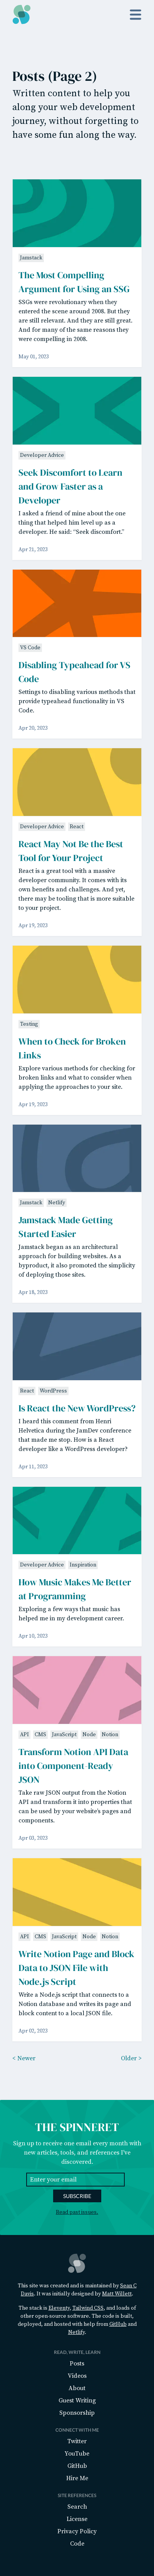 Posts (Page 2)
Written content to help you
along your web development
journey, without forgetting to
have some fun along the way.
Jamstack
The Most Compelling
Argument for Using an SSG
SSGs were revolutionary when they
entered the scene around 2008. But they
are still relevant. And they are still great.
And for many of the same reasons they
were compelling in 2008.
May 01, 2023
Developer Advice
Seek Discomfort to Learn
and Grow Faster as a
Developer
I asked a friend of mine about the one
thing that helped him level up as a
developer. He said: "Seek discomfort."
Apr 21, 2023
VS Code
Disabling Typeahead for VS
Code
Settings to disabling various methods that
provide typeahead functionality in VS
Code.
Apr 20, 2023
Developer Advice React
React May Not Be the Best
Tool for Your Project
React is a great tool with a massive
developer community. It comes with its
own benefits and challenges. And yet,
there may be tooling that is more suitable
to your project.
Apr 19, 2023
Testing
When to Check for Broken
Links
Explore various methods for checking for
broken links and what to consider when
applying the approaches to your site.
Apr 19, 2023
Jamstack Netlify
Jamstack Made Getting
Started Easier
Jamstack began as an architectural
approach for building websites. As a
byproduct, it also promoted the simplicity
of deploying those sites.
Apr 18, 2023
React WordPress
Is React the New WordPress?
I heard this comment from Henri
Helvetica during the JamDev conference
that made me stop. How is a React
developer like a WordPress developer?
Apr 11, 2023
Developer Advice Inspiration
How Music Makes Me Better
at Programming
Exploring a few ways that music has
helped me in my development career.
Apr 10, 2023
API CMS JavaScript Node Notion
Transform Notion API Data
into Component-Ready
JSON
Take raw JSON output from the Notion
API and transform it into properties that
can be used by your website's pages and
components.
Apr 03, 2023
API CMS JavaScript Node Notion
Write Notion Page and Block
Data to JSON File with
Node.js Script
Write a Node.js script that connects to a
Notion database and writes its page and
block content to a local JSON file.
Apr 02, 2023
< Newer Older >
THE SPINNERET
Sign up to receive one email every month with
new articles, tools, and references I've
discovered.
Enter your email
SUBSCRIBE
Read past issues.
This site was created and is maintained by Sean C
Davis. It was initially designed by Matt Willett.
The stack is Eleventy, Tailwind CSS, and loads of
other open-source software. The code is built,
deployed, and hosted with help from GitHub and
Netlify.
READ, WRITE, LEARN
Posts
Videos
About
Guest Writing
Sponsorship
CONNECT WITH ME
Twitter
YouTube
GitHub
Hire Me
SITE REFERENCES
Search
License
Privacy Policy
Code